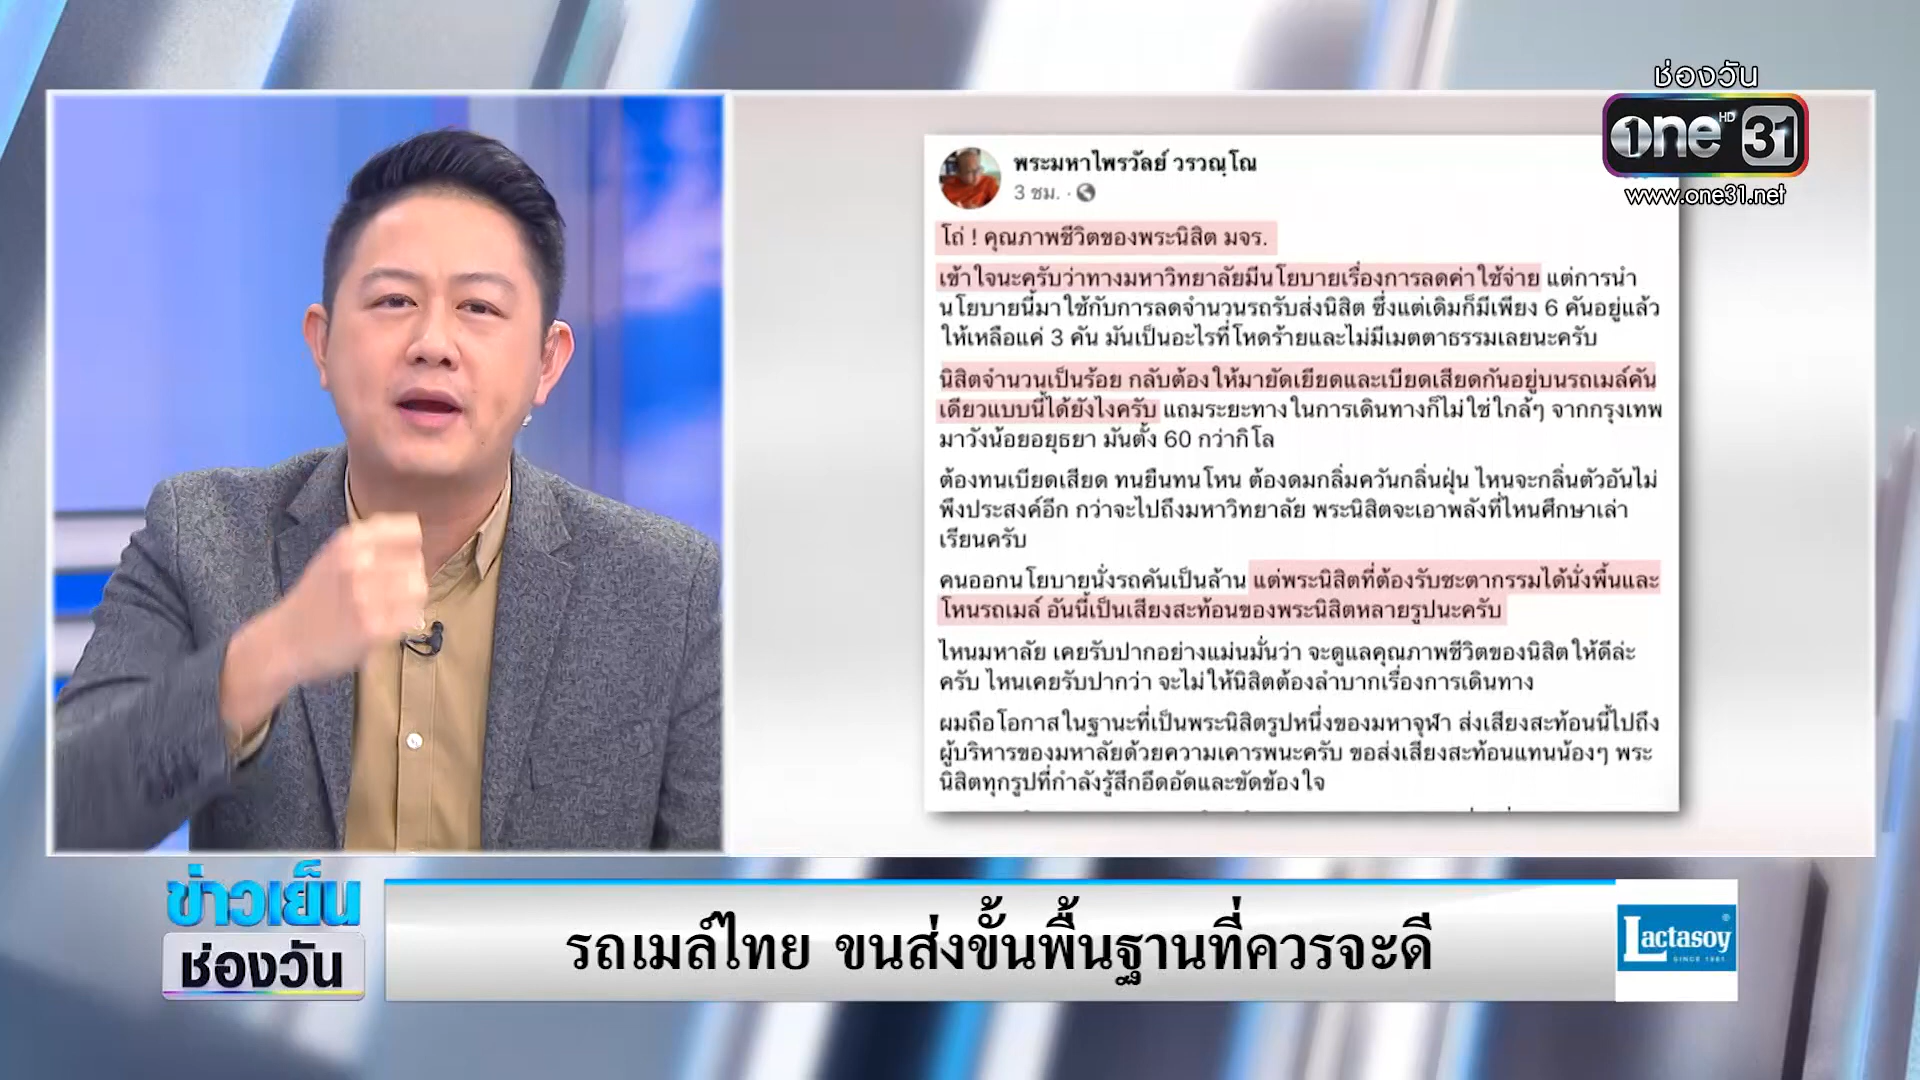 ช่องวัน
one HD 31
www.one31.net
พระมหาไพรวัลย์ วรวณฺโณ
3 ชม. ·
โถ่ ! คุณภาพชีวิตของพระนิสิต มจร.
เข้าใจนะครับว่าทางมหาวิทยาลัยมีนโยบายเรื่องการลดค่าใช้จ่าย แต่การนำ
นโยบายนี้มาใช้กับการลดจำนวนรถรับส่งนิสิต ซึ่งแต่เดิมก็มีเพียง 6 คันอยู่แล้ว
ให้เหลือแค่ 3 คัน มันเป็นอะไรที่โหดร้ายและไม่มีเมตตาธรรมเลยนะครับ
นิสิตจำนวนเป็นร้อย กลับต้องให้มายัดเยียดและเบียดเสียดกันอยู่บนรถเมล์คัน
เดียวแบบนี้ได้ยังไงครับ แถมระยะทางในการเดินทางก็ไม่ใช่ใกล้ๆ จากกรุงเทพ
มาวังน้อยอยุธยา มันตั้ง 60 กว่ากิโล
ต้องทนเบียดเสียด ทนยืนทนโหน ต้องดมกลิ่มควันกลิ่นฝุ่น ไหนจะกลิ่นตัวอันไม่
พึงประสงค์อีก กว่าจะไปถึงมหาวิทยาลัย พระนิสิตจะเอาพลังที่ไหนศึกษาเล่า
เรียนครับ
คนออกนโยบายนั่งรถคันเป็นล้าน แต่พระนิสิตที่ต้องรับชะตากรรมได้นั่งพื้นและ
โหนรถเมล์ อันนี้เป็นเสียงสะท้อนของพระนิสิตหลายรูปนะครับ
ไหนมหาลัย เคยรับปากอย่างแม่นมั่นว่า จะดูแลคุณภาพชีวิตของนิสิตให้ดีล่ะ
ครับ ไหนเคยรับปากว่า จะไม่ให้นิสิตต้องลำบากเรื่องการเดินทาง
ผมถือโอกาสในฐานะที่เป็นพระนิสิตรูปหนึ่งของมหาจุฬา ส่งเสียงสะท้อนนี้ไปถึง
ผู้บริหารของมหาลัยด้วยความเคารพนะครับ ขอส่งเสียงสะท้อนแทนน้องๆ พระ
นิสิตทุกรูปที่กำลังรู้สึกอึดอัดและขัดข้องใจ
ข่าวเย็น
ช่องวัน
รถเมล์ไทย ขนส่งขั้นพื้นฐานที่ควรจะดี
Lactasoy ®
SINCE 1981